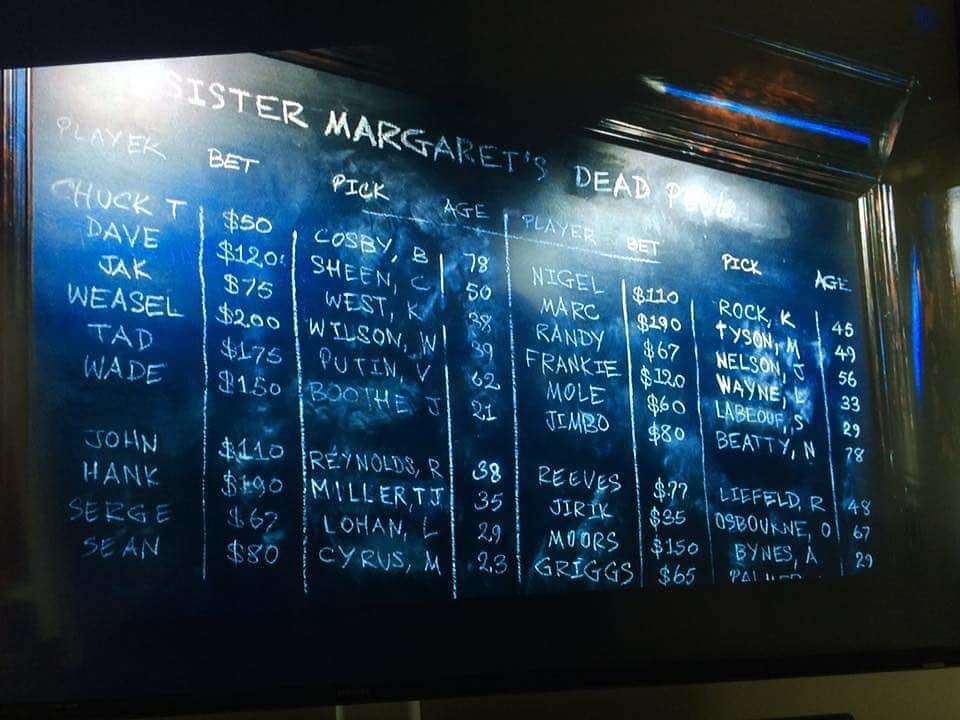 SISTER MARGARET'S DEAD POOL
PLAYER BET PICK AGE PLAYER BET PICK AGE
CHUCK T $50 COSBY, B 78 NIGEL $110 ROCK, K 45
DAVE $120 SHEEN, C 50 MARC $190 TYSON, M 49
JAK $75 WEST, K 38 RANDY $67 NELSON, J 56
WEASEL $200 WILSON, W 39 FRANKIE $120 WAYNE, L 33
TAD $175 PUTIN, V 62 MOLE $60 LABEOUF, S 29
WADE $150 BOOTHE J 21 JIMBO $80 BEATTY, N 78
JOHN $110 REYNOLDS, R 38 REEVES $77 LIEFELD, R 48
HANK $190 MILLER TJ 35 JIRIK $35 OSBOURNE, O 67
SERGE $67 LOHAN, L 29 MOORS $150 BYNES, A 29
SEAN $80 CYRUS, M 23 GRIGGS $65